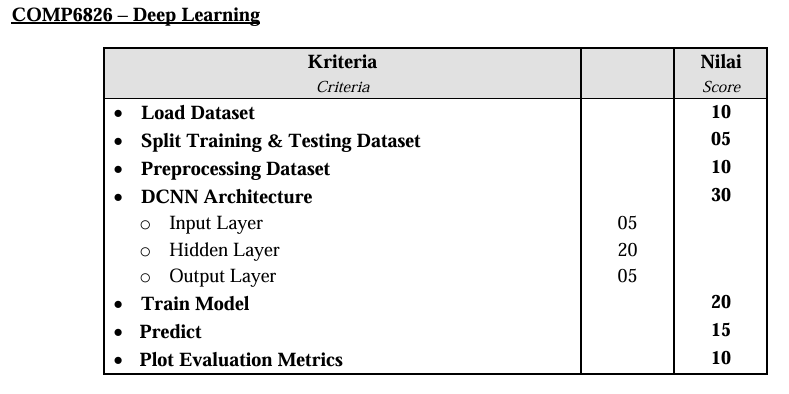 COMP6826 – Deep Learning
Kriteria Nilai
Criteria Score
• Load Dataset 10
• Split Training & Testing Dataset 05
• Preprocessing Dataset 10
• DCNN Architecture 30
o Input Layer 05
o Hidden Layer 20
o Output Layer 05
• Train Model 20
• Predict 15
• Plot Evaluation Metrics 10